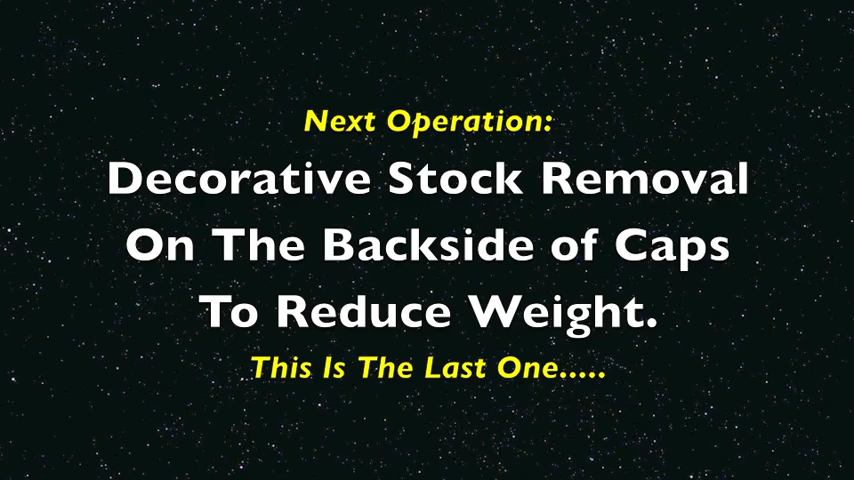 Next Operation:
Decorative Stock Removal
On The Backside of Caps
To Reduce Weight.
This Is The Last One.....